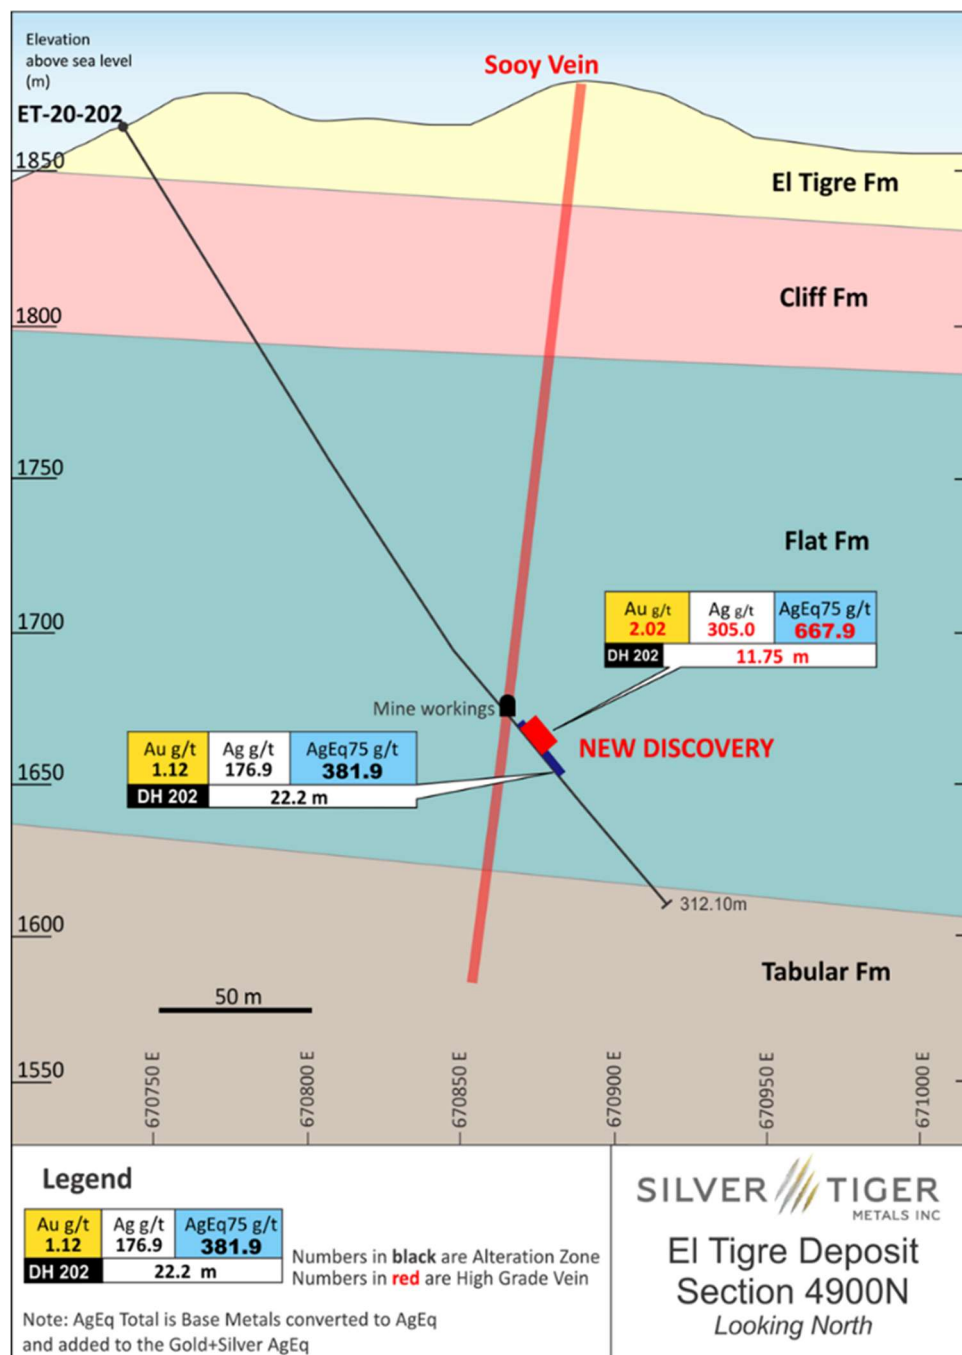 Elevation
above sea level
(m)
Sooy Vein
ET-20-202
1850
El Tigre Fm
Cliff Fm
1800
1750
Flat Fm
Au g/t Ag g/t AgEq75 g/t
2.02 305.0 667.9
DH 202 11.75 m
1700
Mine workings
NEW DISCOVERY
Au g/t Ag g/t AgEq75 g/t
1.12 176.9 381.9
DH 202 22.2 m
1650
312.10m
1600
Tabular Fm
50 m
1550
670750 E
670800 E
670850 E
670900 E
670950 E
671000 E
Legend
Au g/t Ag g/t AgEq75 g/t
1.12 176.9 381.9
DH 202 22.2 m
Numbers in black are Alteration Zone
Numbers in red are High Grade Vein
Note: AgEq Total is Base Metals converted to AgEq
and added to the Gold+Silver AgEq
SILVER TIGER
METALS INC
El Tigre Deposit
Section 4900N
Looking North